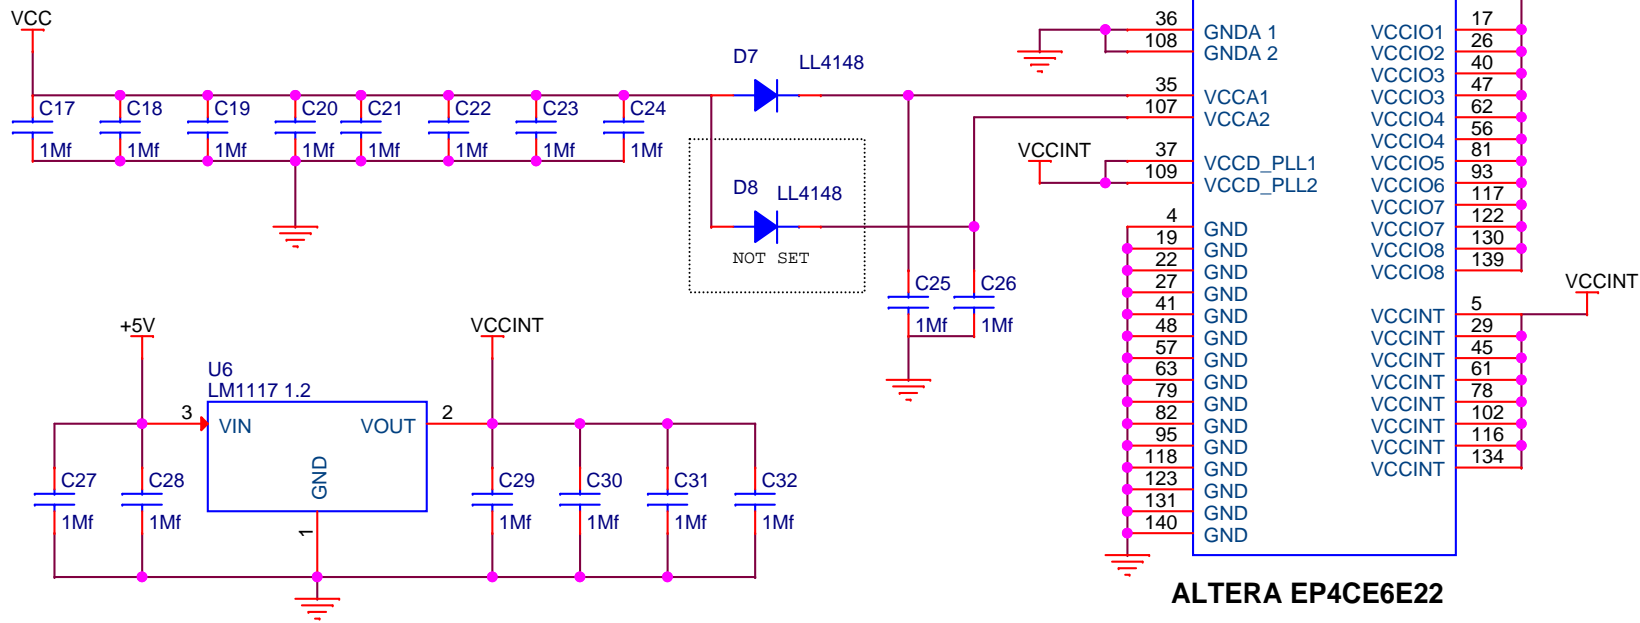 VCC
C17
1Mf
C18
1Mf
C19
1Mf
C20
1Mf
C21
1Mf
C22
1Mf
C23
1Mf
C24
1Mf
D7
LL4148
D8
LL4148
NOT SET
C25
1Mf
C26
1Mf
+5V
U6
LM1117 1.2
3
VIN
VOUT
2
GND
1
VCCINT
C27
1Mf
C28
1Mf
C29
1Mf
C30
1Mf
C31
1Mf
C32
1Mf
36
GNDA 1
108
GNDA 2
35
VCCA1
107
VCCA2
VCCINT
37
VCCD_PLL1
109
VCCD_PLL2
4
GND
19
GND
22
GND
27
GND
41
GND
48
GND
57
GND
63
GND
79
GND
82
GND
95
GND
118
GND
123
GND
131
GND
140
GND
VCCIO1
17
VCCIO2
26
VCCIO3
40
VCCIO3
47
VCCIO4
62
VCCIO4
56
VCCIO5
81
VCCIO6
93
VCCIO7
117
VCCIO7
122
VCCIO8
130
VCCIO8
139
VCCINT
VCCINT
5
VCCINT
29
VCCINT
45
VCCINT
61
VCCINT
78
VCCINT
102
VCCINT
116
VCCINT
134
ALTERA EP4CE6E22